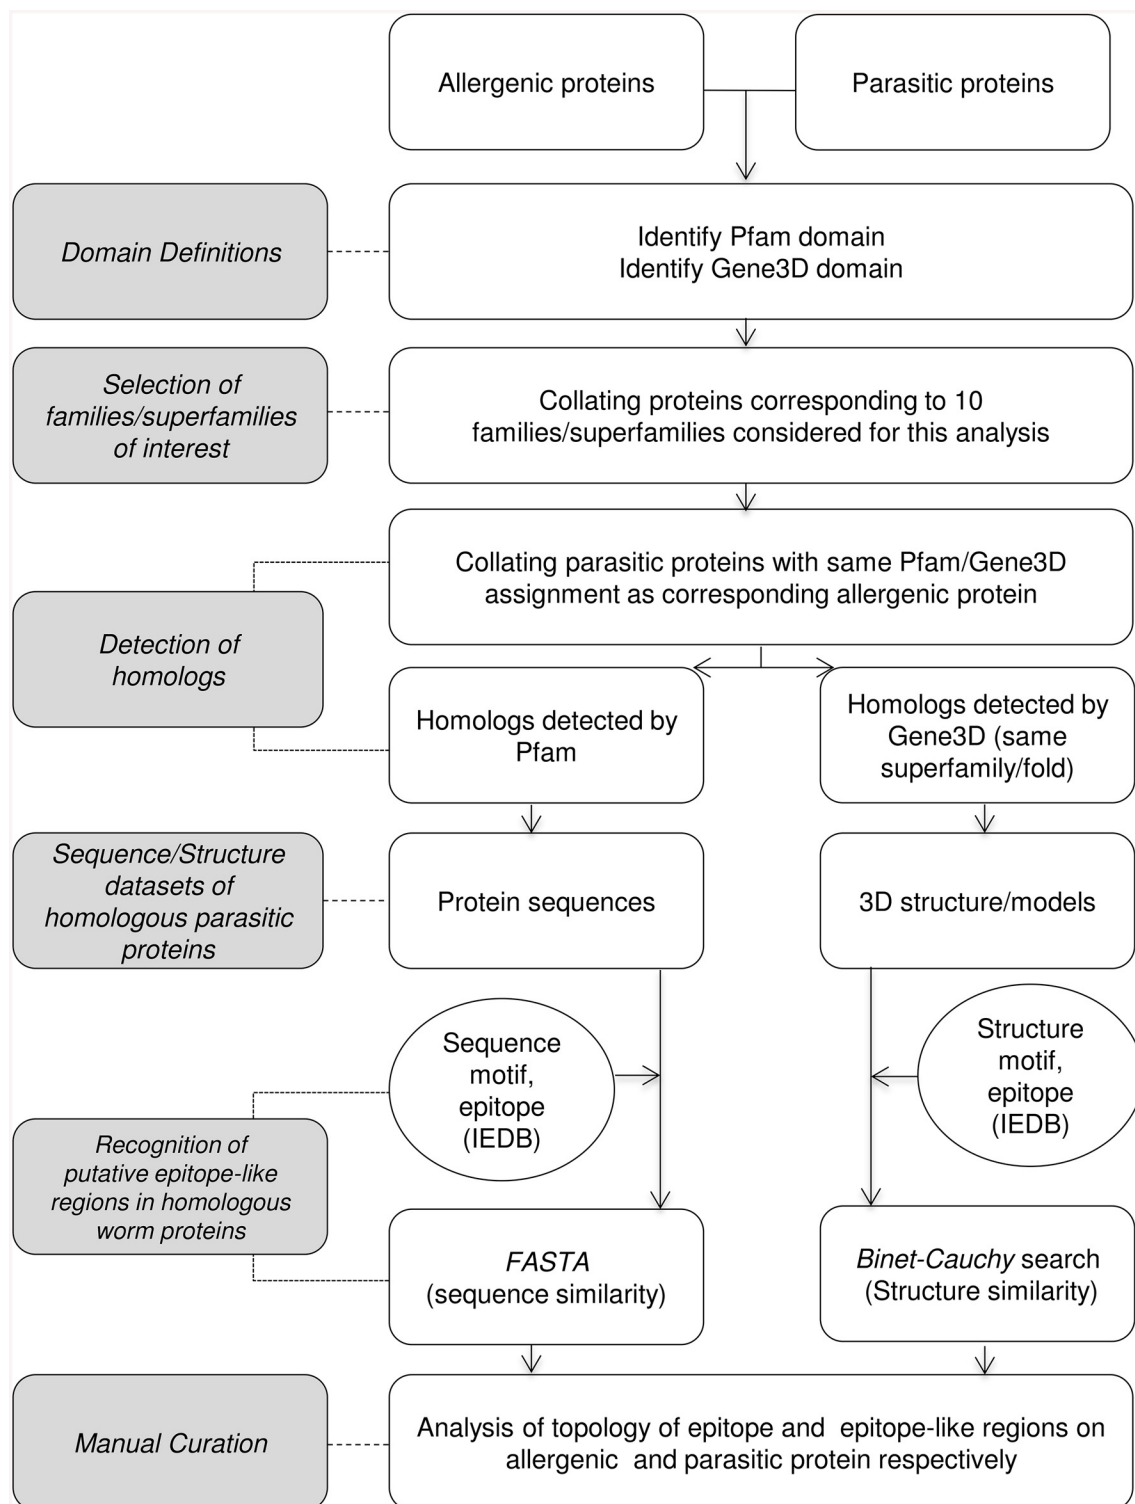 Allergenic proteins
Parasitic proteins
Domain Definitions
Identify Pfam domain
Identify Gene3D domain
Selection of
families/superfamilies
of interest
Collating proteins corresponding to 10
families/superfamilies considered for this analysis
Collating parasitic proteins with same Pfam/Gene3D
assignment as corresponding allergenic protein
Detection of
homologs
Homologs detected by
Pfam
Homologs detected by
Gene3D (same
superfamily/fold)
Sequence/Structure
datasets of
homologous parasitic
proteins
Protein sequences
3D structure/models
Sequence
motif,
epitope
(IEDB)
Structure
motif,
epitope
(IEDB)
Recognition of
putative epitope-like
regions in homologous
worm proteins
FASTA
(sequence similarity)
Binet-Cauchy search
(Structure similarity)
Manual Curation
Analysis of topology of epitope and epitope-like regions on
allergenic and parasitic protein respectively